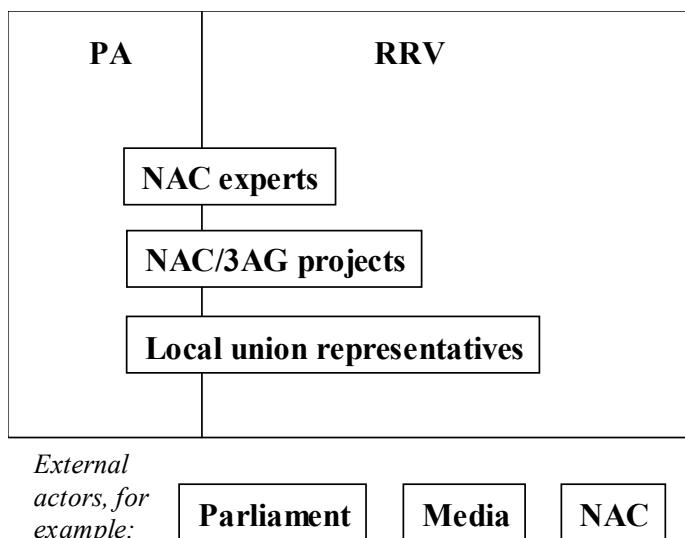 PA RRV
NAC experts
NAC/3AG projects
Local union representatives
External
actors, for
example:
Parliament Media NAC